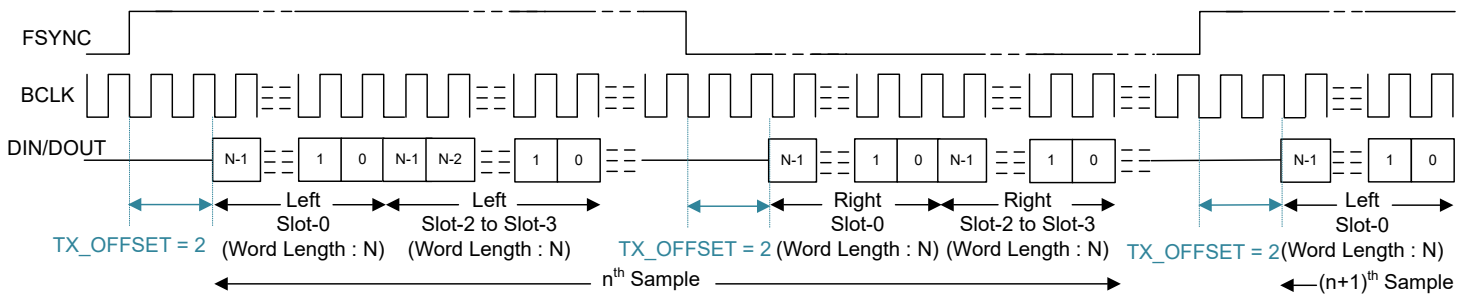 FSYNC
BCLK
DIN/DOUT
N-1 1 0 N-1 N-2 1 0 N-1 1 0 N-1 1 0 N-1 1 0
Left Left Right Right Left
Slot-0 Slot-2 to Slot-3 Slot-0 Slot-2 to Slot-3 Slot-0
TX_OFFSET = 2 (Word Length : N) (Word Length : N) TX_OFFSET = 2 (Word Length : N) (Word Length : N) TX_OFFSET = 2 (Word Length : N)
nth Sample (n+1)th Sample